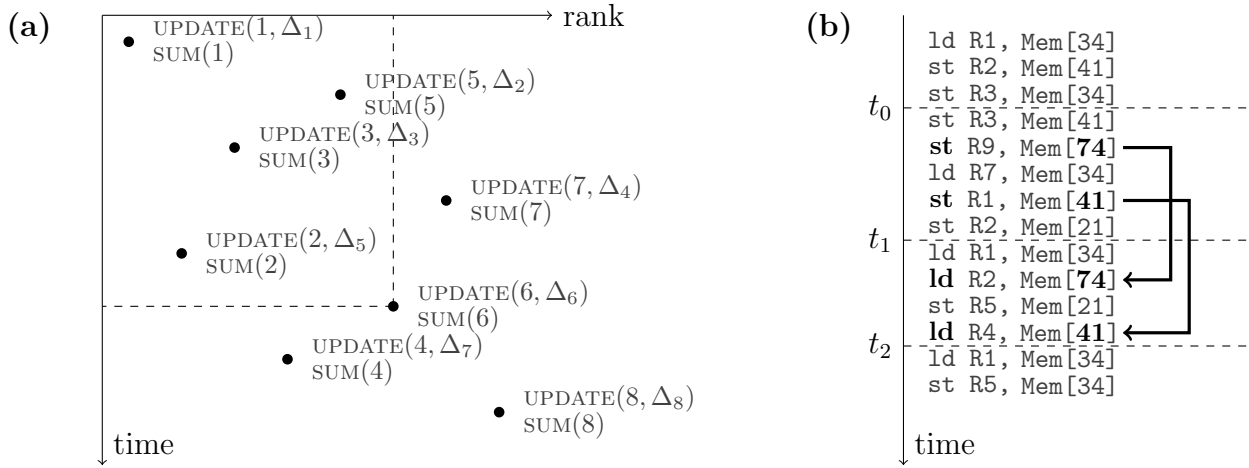 (a)
rank
UPDATE(1, Δ₁)
SUM(1)
UPDATE(5, Δ₂)
SUM(5)
UPDATE(3, Δ₃)
SUM(3)
UPDATE(7, Δ₄)
SUM(7)
UPDATE(2, Δ₅)
SUM(2)
UPDATE(6, Δ₆)
SUM(6)
UPDATE(4, Δ₇)
SUM(4)
UPDATE(8, Δ₈)
SUM(8)
time
(b)
ld R1, Mem[34]
st R2, Mem[41]
st R3, Mem[34]
t₀
st R3, Mem[41]
st R9, Mem[74]
ld R7, Mem[34]
st R1, Mem[41]
st R2, Mem[21]
t₁
ld R1, Mem[34]
ld R2, Mem[74]
st R5, Mem[21]
ld R4, Mem[41]
t₂
ld R1, Mem[34]
st R5, Mem[34]
time